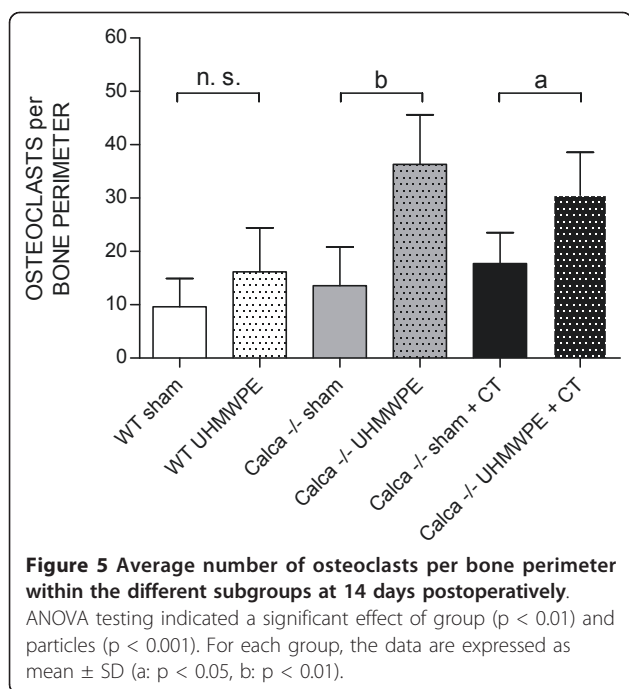 60
50
40
30
20
10
0
OSTEOCLASTS per
BONE PERIMETER
n. s.
b
a
WT sham
WT UHMWPE
Calca -/- sham
Calca -/- UHMWPE
Calca -/- sham + CT
Calca -/- UHMWPE + CT
Figure 5 Average number of osteoclasts per bone perimeter
within the different subgroups at 14 days postoperatively.
ANOVA testing indicated a significant effect of group (p < 0.01) and
particles (p < 0.001). For each group, the data are expressed as
mean ± SD (a: p < 0.05, b: p < 0.01).